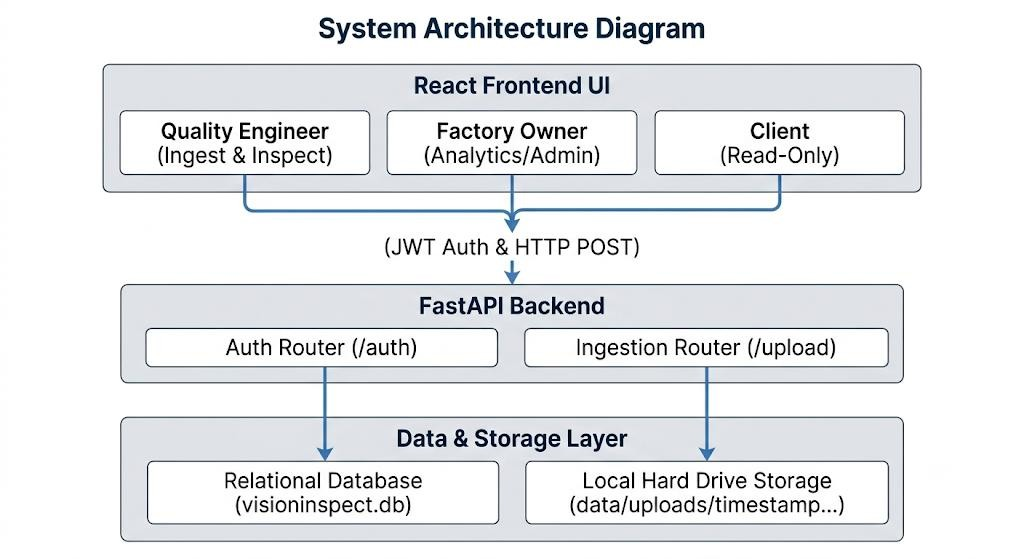 System Architecture Diagram
React Frontend UI
Quality Engineer
(Ingest & Inspect)
Factory Owner
(Analytics/Admin)
Client
(Read-Only)
(JWT Auth & HTTP POST)
FastAPI Backend
Auth Router (/auth)
Ingestion Router (/upload)
Data & Storage Layer
Relational Database
(visioninspect.db)
Local Hard Drive Storage
(data/uploads/timestamp...)